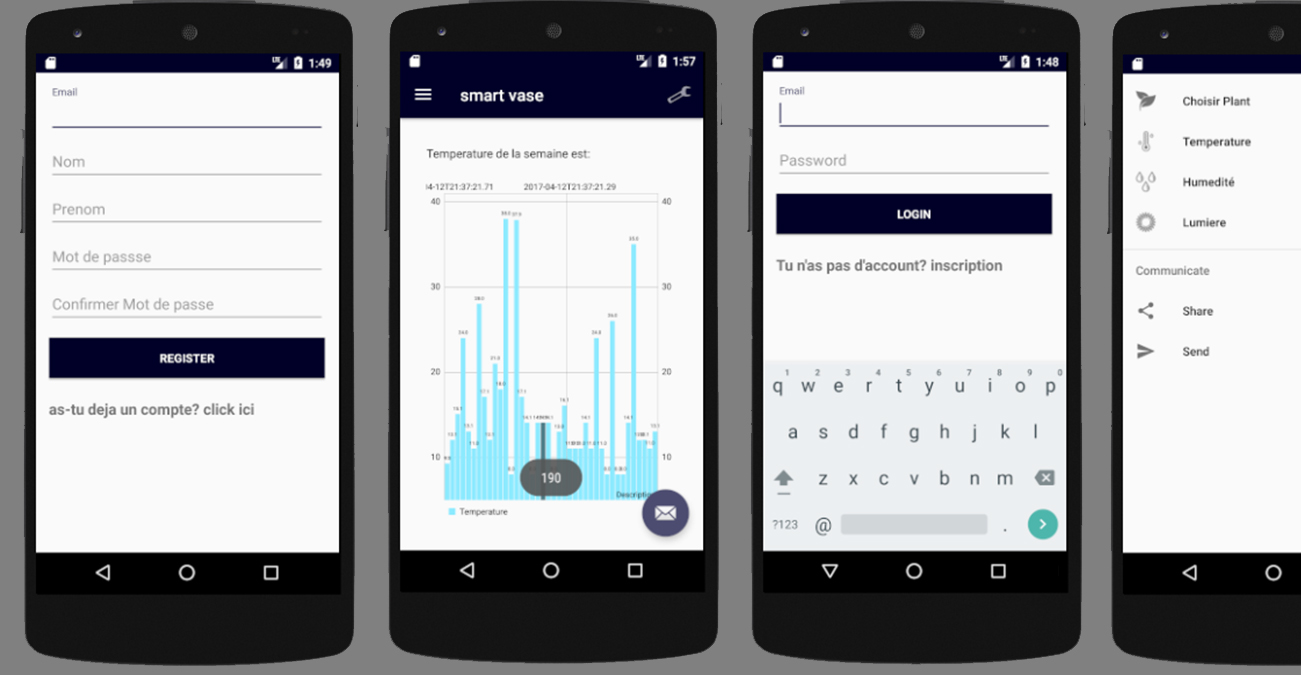 1:49
Email
Nom
Prenom
Mot de passse
Confirmer Mot de passe
REGISTER
as-tu deja un compte? click ici
1:57
smart vase
Temperature de la semaine est:
4-12T21:37:21.71 2017-04-12T21:37:21.29
40 40
30 30
20 20
10 10
190
Temperature
1:48
Email
Password
LOGIN
Tu n'as pas d'account? inscription
1 2 3 4 5 6 7 8 9 0
q w e r t y u i o p
a s d f g h j k l
z x c v b n m
?123 @ .
Choisir Plant
Temperature
Humedité
Lumiere
Communicate
Share
Send